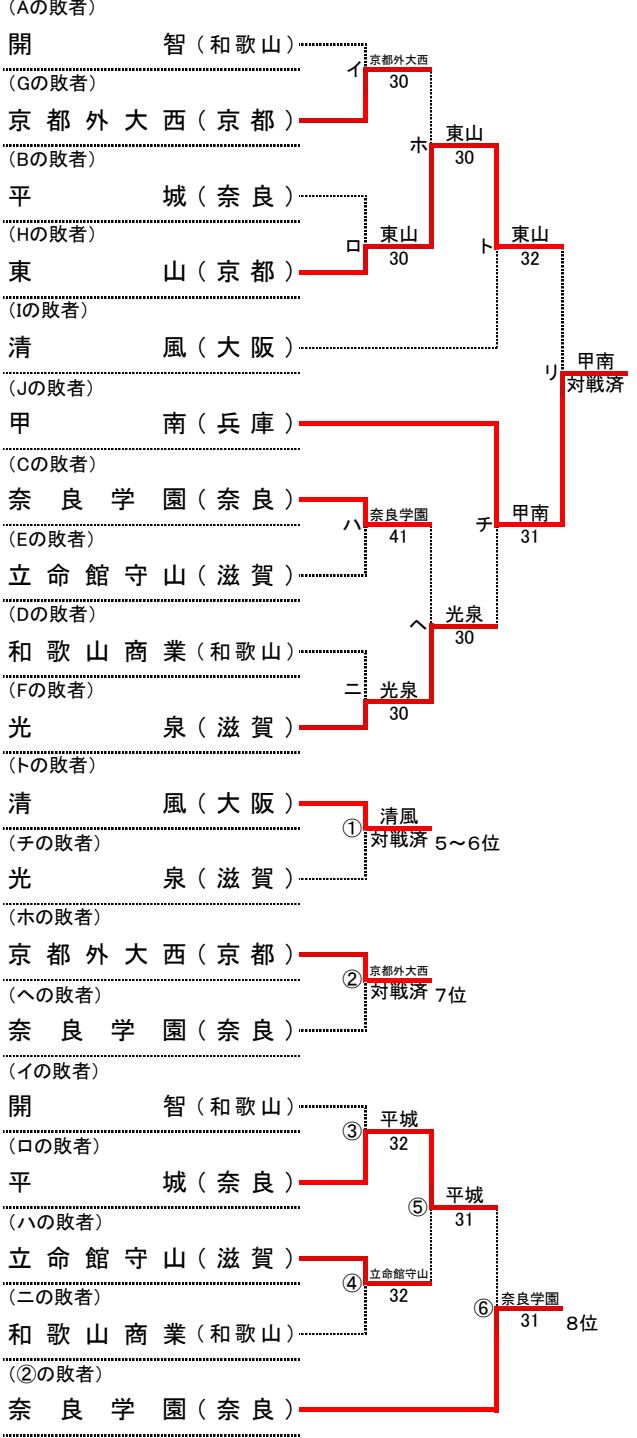 (Aの敗者)
開智(和歌山)
イ 京都外大西
30
(Gの敗者)
京都外大西(京都)
ホ 東山
30
(Bの敗者)
平城(奈良)
(Hの敗者)
ロ 東山
30
ト 東山
32
東山(京都)
(Iの敗者)
清風(大阪)
リ 甲南
対戦済
(Jの敗者)
甲南(兵庫)
(Cの敗者)
奈良学園(奈良)
ハ 奈良学園
41
チ 甲南
31
(Eの敗者)
立命館守山(滋賀)
(Dの敗者)
ヘ 光泉
30
和歌山商業(和歌山)
(Fの敗者)
ニ 光泉
30
光泉(滋賀)
(トの敗者)
清風(大阪)
① 清風
対戦済 5~6位
(チの敗者)
光泉(滋賀)
(ホの敗者)
京都外大西(京都)
② 京都外大西
対戦済 7位
(ヘの敗者)
奈良学園(奈良)
(イの敗者)
開智(和歌山)
③ 平城
32
(ロの敗者)
平城(奈良)
⑤ 平城
31
(ハの敗者)
立命館守山(滋賀)
④ 立命館守山
32
(ニの敗者)
⑥ 奈良学園
31 8位
和歌山商業(和歌山)
(②の敗者)
奈良学園(奈良)